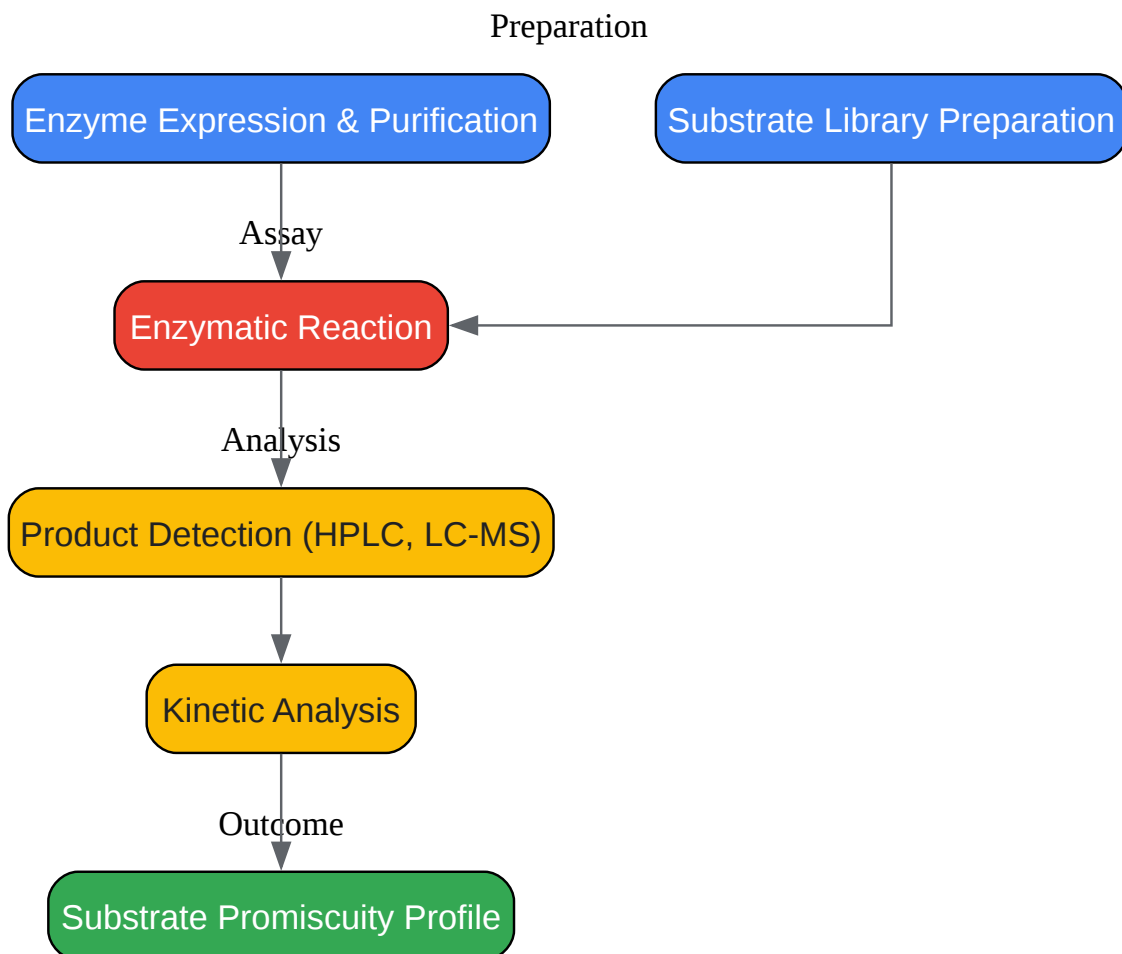 Preparation
Enzyme Expression & Purification
Substrate Library Preparation
Assay
Enzymatic Reaction
Analysis
Product Detection (HPLC, LC-MS)
Kinetic Analysis
Outcome
Substrate Promiscuity Profile